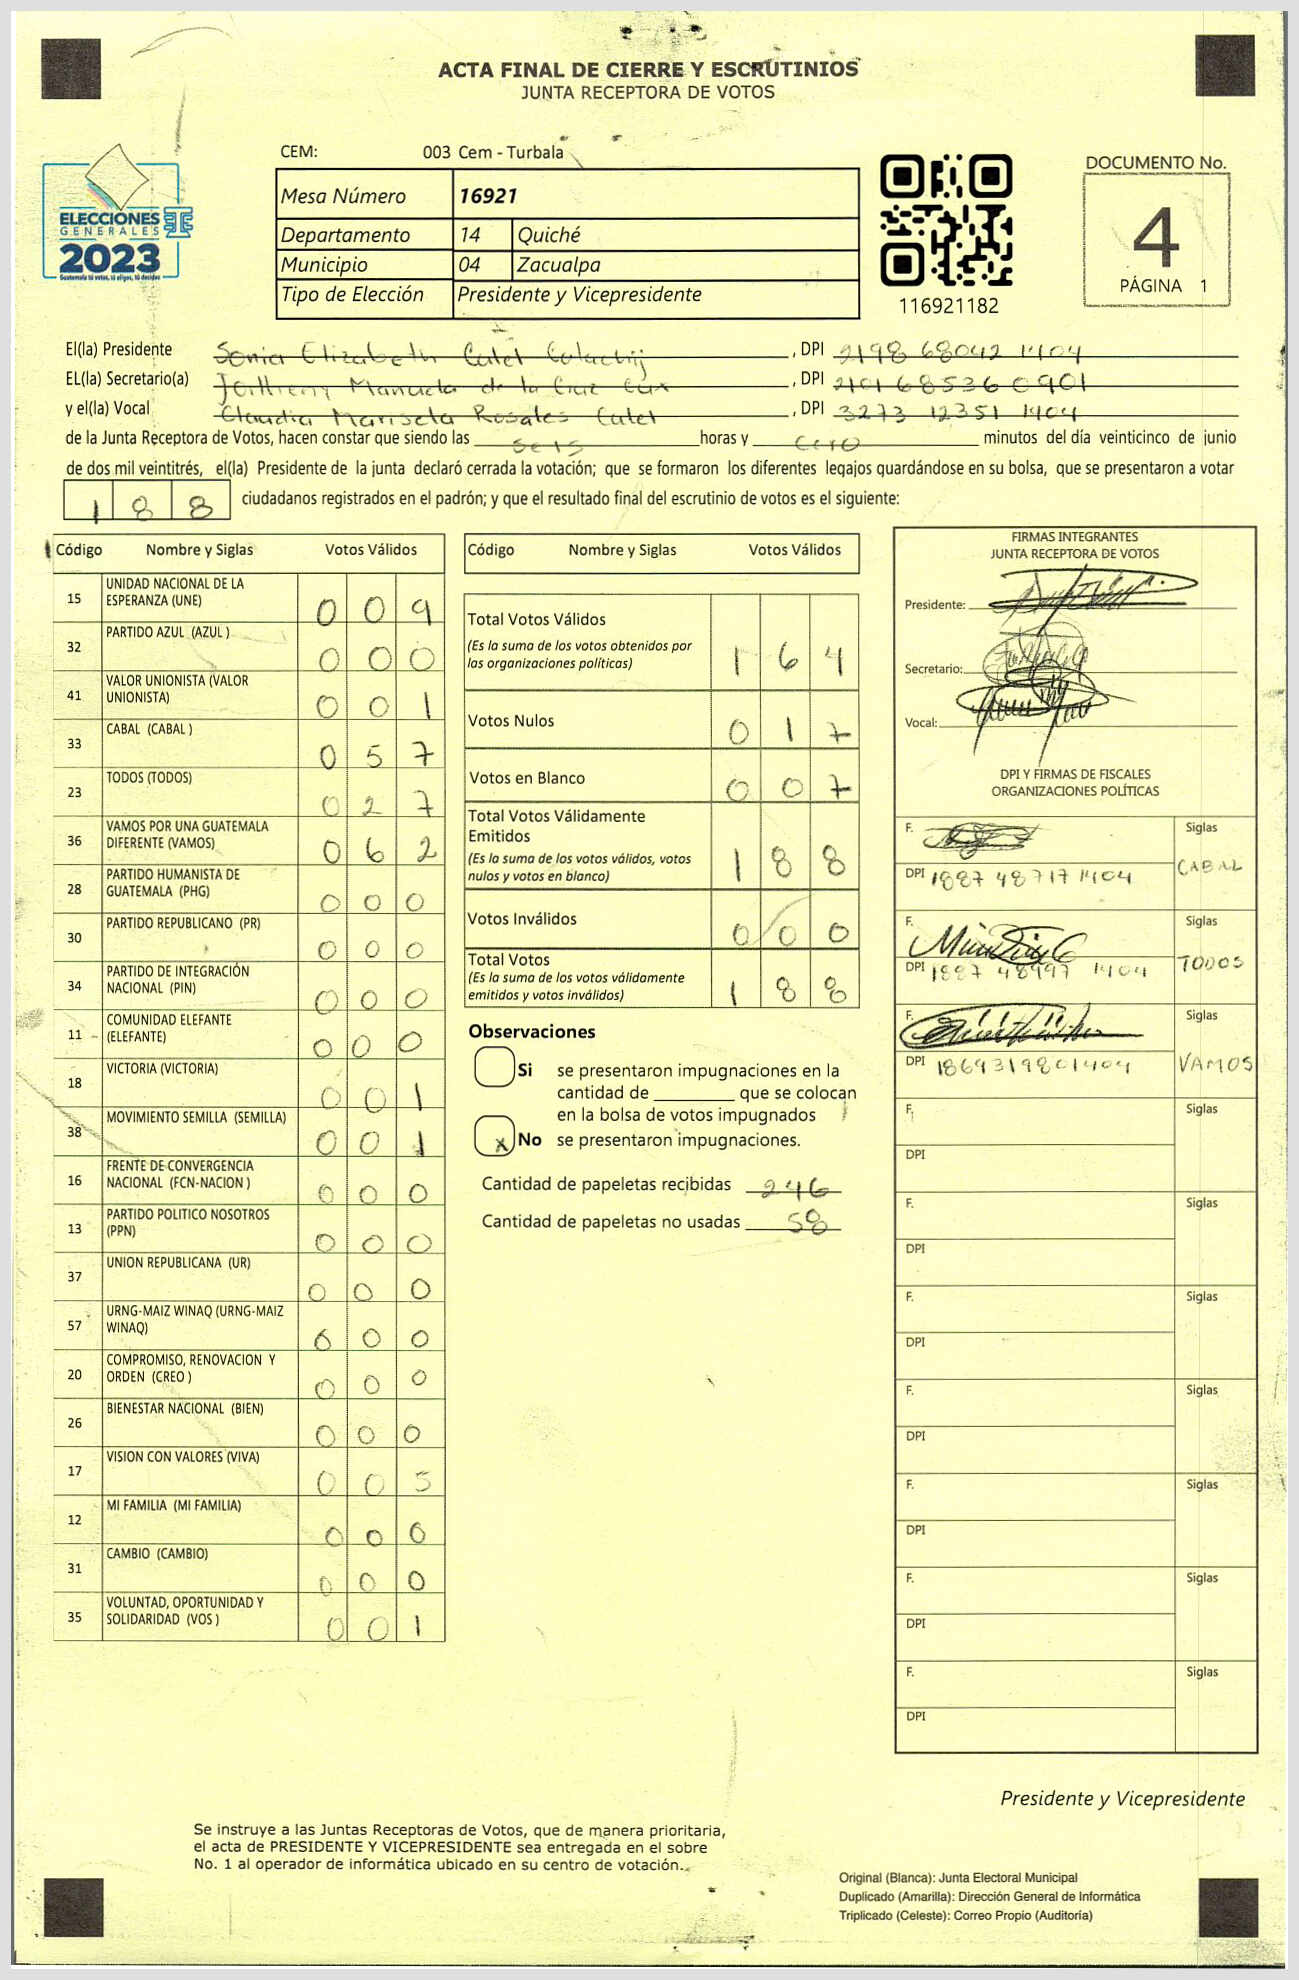 ACTA FINAL DE CIERRE Y ESCRUTINIOS
JUNTA RECEPTORA DE VOTOS
CEM: 003 Cem - Turbala
DOCUMENTO No.
4
PÁGINA 1
ELECCIONES
GENERALES
2023
Guatemala tú votas, tú eliges, tú decides
Mesa Número 16921
Departamento 14 Quiché
Municipio 04 Zacualpa
Tipo de Elección Presidente y Vicepresidente
116921182
El(la) Presidente Sonia Elizabeth Calel , DPI 2198 68042 1404
EL(la) Secretario(a) Manuela de la Cruz , DPI 2101 68536 0901
y el(la) Vocal Claudia Marisela Rosales Calel , DPI 3273 12351 1404
de la Junta Receptora de Votos, hacen constar que siendo las seis horas y cero minutos del día veinticinco de junio
de dos mil veintitrés, el(la) Presidente de la junta declaró cerrada la votación; que se formaron los diferentes legajos guardándose en su bolsa, que se presentaron a votar
188 ciudadanos registrados en el padrón; y que el resultado final del escrutinio de votos es el siguiente:
Código Nombre y Siglas Votos Válidos
15 UNIDAD NACIONAL DE LA ESPERANZA (UNE) 0 0 9
32 PARTIDO AZUL (AZUL ) 0 0 0
41 VALOR UNIONISTA (VALOR UNIONISTA) 0 0 1
33 CABAL (CABAL ) 0 5 7
23 TODOS (TODOS) 0 2 7
36 VAMOS POR UNA GUATEMALA DIFERENTE (VAMOS) 0 6 2
28 PARTIDO HUMANISTA DE GUATEMALA (PHG) 0 0 0
30 PARTIDO REPUBLICANO (PR) 0 0 0
34 PARTIDO DE INTEGRACIÓN NACIONAL (PIN) 0 0 0
11 COMUNIDAD ELEFANTE (ELEFANTE) 0 0 0
18 VICTORIA (VICTORIA) 0 0 1
38 MOVIMIENTO SEMILLA (SEMILLA) 0 0 1
16 FRENTE DE CONVERGENCIA NACIONAL (FCN-NACION ) 0 0 0
13 PARTIDO POLITICO NOSOTROS (PPN) 0 0 0
37 UNION REPUBLICANA (UR) 0 0 0
57 URNG-MAIZ WINAQ (URNG-MAIZ WINAQ) 0 0 0
20 COMPROMISO, RENOVACION Y ORDEN (CREO ) 0 0 0
26 BIENESTAR NACIONAL (BIEN) 0 0 0
17 VISION CON VALORES (VIVA) 0 0 5
12 MI FAMILIA (MI FAMILIA) 0 0 0
31 CAMBIO (CAMBIO) 0 0 0
35 VOLUNTAD, OPORTUNIDAD Y SOLIDARIDAD (VOS ) 0 0 1
Código Nombre y Siglas Votos Válidos
Total Votos Válidos 1 6 4
(Es la suma de los votos obtenidos por
las organizaciones políticas)
Votos Nulos 0 1 7
Votos en Blanco 0 0 7
Total Votos Válidamente
Emitidos 1 8 8
(Es la suma de los votos válidos, votos
nulos y votos en blanco)
Votos Inválidos 0 0 0
Total Votos 1 8 8
(Es la suma de los votos válidamente
emitidos y votos inválidos)
Observaciones
Si se presentaron impugnaciones en la
cantidad de ________ que se colocan
en la bolsa de votos impugnados
x No se presentaron impugnaciones.
Cantidad de papeletas recibidas 246
Cantidad de papeletas no usadas 58
FIRMAS INTEGRANTES
JUNTA RECEPTORA DE VOTOS
Presidente:
Secretario:
Vocal:
DPI Y FIRMAS DE FISCALES
ORGANIZACIONES POLÍTICAS
F. Siglas
DPI 1887 48717 1404 CABAL
F. Siglas
DPI 1887 48997 1404 TODOS
F. Siglas
DPI 1869319801404 VAMOS
F. Siglas
DPI
F. Siglas
DPI
F. Siglas
DPI
F. Siglas
DPI
F. Siglas
DPI
F. Siglas
DPI
F. Siglas
DPI
Presidente y Vicepresidente
Se instruye a las Juntas Receptoras de Votos, que de manera prioritaria,
el acta de PRESIDENTE Y VICEPRESIDENTE sea entregada en el sobre
No. 1 al operador de informática ubicado en su centro de votación.
Original (Blanca): Junta Electoral Municipal
Duplicado (Amarilla): Dirección General de Informática
Triplicado (Celeste): Correo Propio (Auditoría)